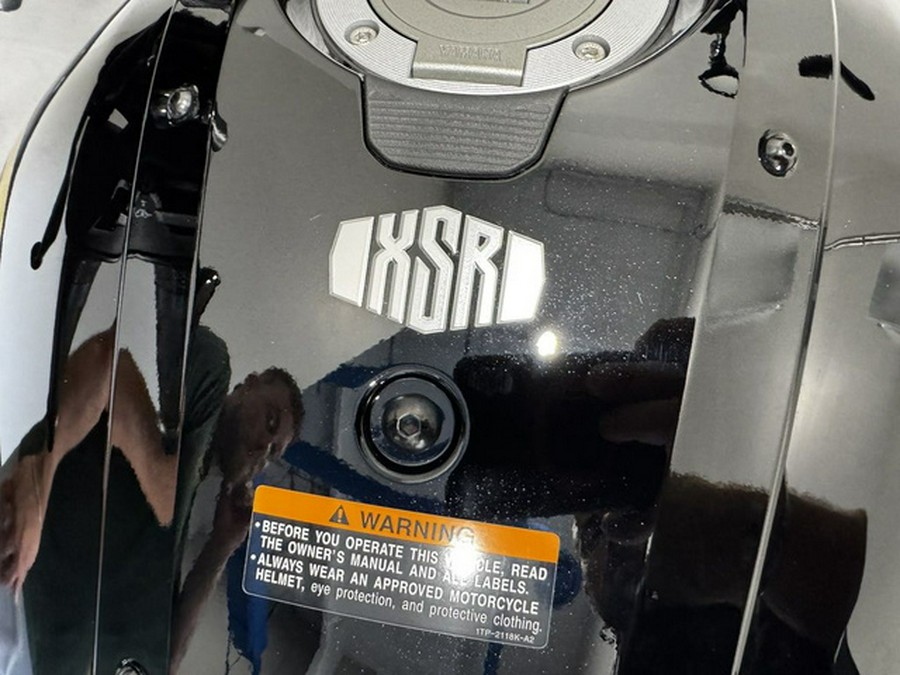 YAMAHA
XSR
WARNING
• BEFORE YOU OPERATE THIS VEHICLE, READ
THE OWNER'S MANUAL AND ALL LABELS.
• ALWAYS WEAR AN APPROVED MOTORCYCLE
HELMET, eye protection, and protective clothing.
1TP-2118K-A2